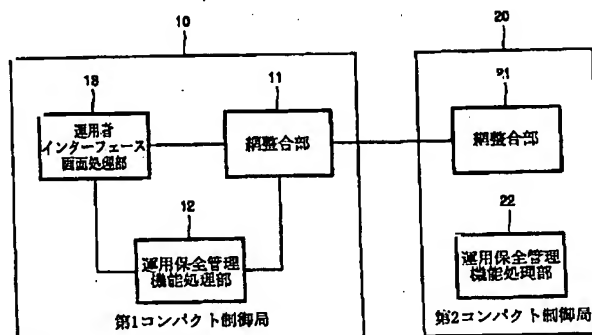 10
20
13
11
21
運用者
インターフェース
画面処理部
網整合部
網整合部
12
22
運用保全管理
機能処理部
運用保全管理
機能処理部
第1コンパクト制御局
第2コンパクト制御局